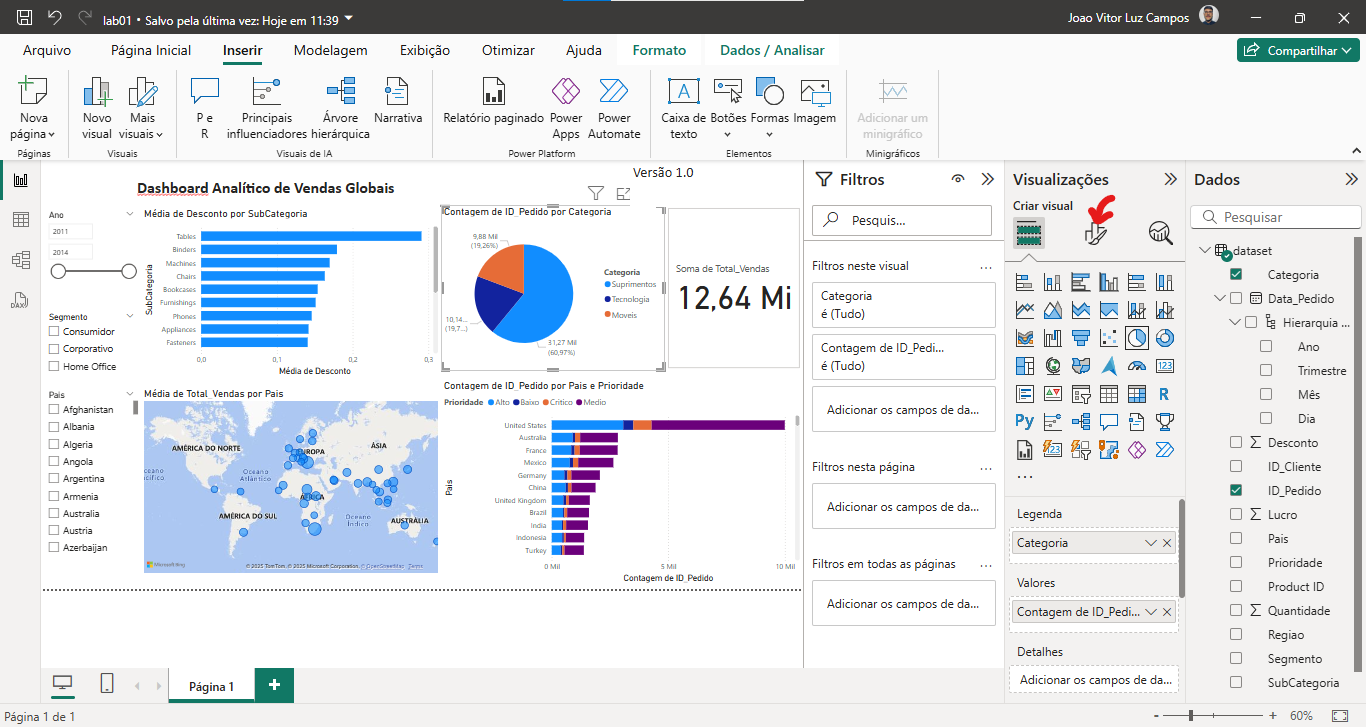 lab01 • Salvo pela última vez: Hoje em 11:39
Joao Vitor Luz Campos
Arquivo
Página Inicial
Inserir
Modelagem
Exibição
Otimizar
Ajuda
Formato
Dados / Analisar
Compartilhar
Nova
página
Novo
visual
Mais
visuais
P e
R
Principais
influenciadores
Árvore
hierárquica
Narrativa
Relatório paginado
Power
Apps
Power
Automate
A
Caixa de
texto
Botões
Formas
Imagem
Adicionar um
minigráfico
Páginas
Visuais
Visuais de IA
Power Platform
Elementos
Minigráficos
DAX
Dashboard Analítico de Vendas Globais
Versão 1.0
Ano
2011
2014
Segmento
Consumidor
Corporativo
Home Office
Pais
Afghanistan
Albania
Algeria
Angola
Argentina
Armenia
Australia
Austria
Azerbaijan
Média de Desconto por SubCategoria
SubCategoria
Tables
Binders
Machines
Chairs
Bookcases
Furnishings
Phones
Appliances
Fasteners
0,0
0,1
0,2
0,3
Média de Desconto
Contagem de ID_Pedido por Categoria
9,88 Mil
(19,26%)
10,14...
(19,7...)
31,27 Mil
(60,97%)
Categoria
Suprimentos
Tecnologia
Moveis
Soma de Total_Vendas
12,64 Mi
Média de Total_Vendas por Pais
AMÉRICA DO NORTE
EUROPA
ÁSIA
Oceano
Atlântico
ÁFRICA
AMÉRICA DO SUL
Oceano
Índico
AUSTRÁLIA
Microsoft Bing
© 2025 TomTom, © 2025 Microsoft Corporation, © OpenStreetMap Terms
Contagem de ID_Pedido por Pais e Prioridade
Prioridade Alto Baixo Critico Medio
Pais
United States
Australia
France
Mexico
Germany
China
United Kingdom
Brazil
India
Indonesia
Turkey
0 Mil
5 Mil
10 Mil
Contagem de ID_Pedido
Filtros
Pesquis...
Filtros neste visual
Categoria
é (Tudo)
Contagem de ID_Pedi...
é (Tudo)
Adicionar os campos de da...
Filtros nesta página
Adicionar os campos de da...
Filtros em todas as páginas
Adicionar os campos de da...
Visualizações
Criar visual
123
R
Py
123
...
Legenda
Categoria
Valores
Contagem de ID_Pedi...
Detalhes
Adicionar os campos de da...
Dados
Pesquisar
dataset
Categoria
Data_Pedido
Hierarquia ...
Ano
Trimestre
Mês
Dia
Desconto
ID_Cliente
ID_Pedido
Lucro
Pais
Prioridade
Product ID
Quantidade
Regiao
Segmento
SubCategoria
Página 1
+
Página 1 de 1
- + 60%